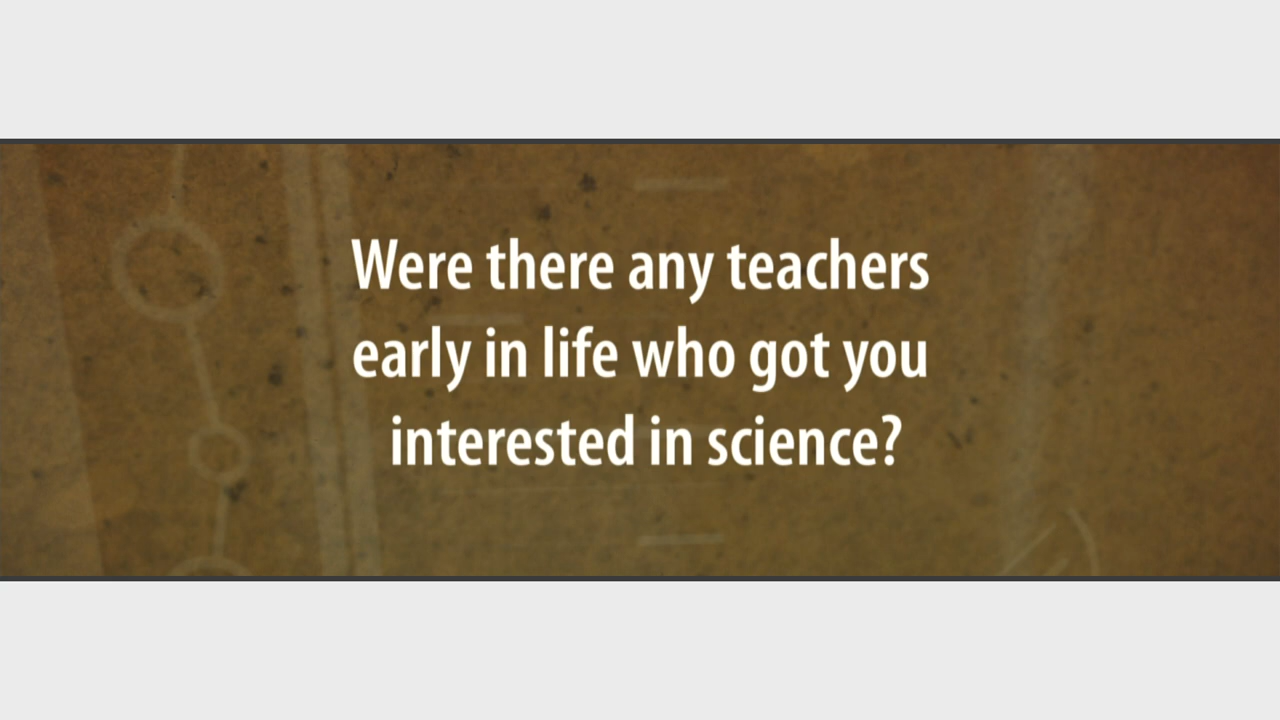 Were there any teachers
early in life who got you
interested in science?